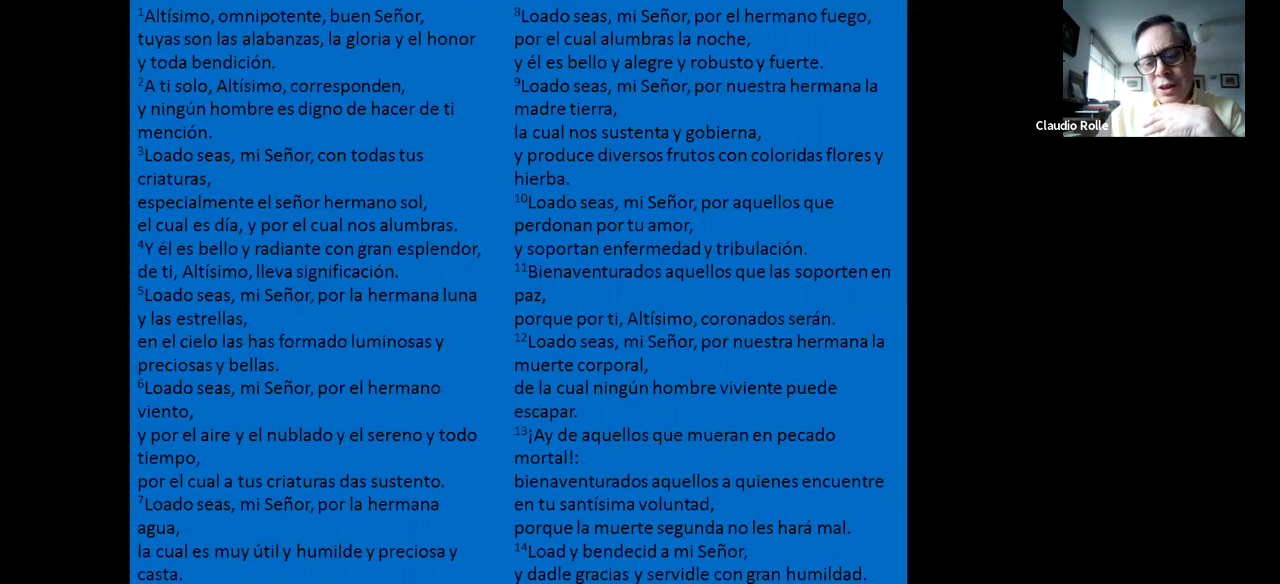 ¹Altísimo, omnipotente, buen Señor,
tuyas son las alabanzas, la gloria y el honor
y toda bendición.
²A ti solo, Altísimo, corresponden,
y ningún hombre es digno de hacer de ti
mención.
³Loado seas, mi Señor, con todas tus
criaturas,
especialmente el señor hermano sol,
el cual es día, y por el cual nos alumbras.
⁴Y él es bello y radiante con gran esplendor,
de ti, Altísimo, lleva significación.
⁵Loado seas, mi Señor, por la hermana luna
y las estrellas,
en el cielo las has formado luminosas y
preciosas y bellas.
⁶Loado seas, mi Señor, por el hermano
viento,
y por el aire y el nublado y el sereno y todo
tiempo,
por el cual a tus criaturas das sustento.
⁷Loado seas, mi Señor, por la hermana
agua,
la cual es muy útil y humilde y preciosa y
casta.
⁸Loado seas, mi Señor, por el hermano fuego,
por el cual alumbras la noche,
y él es bello y alegre y robusto y fuerte.
⁹Loado seas, mi Señor, por nuestra hermana la
madre tierra,
la cual nos sustenta y gobierna,
y produce diversos frutos con coloridas flores y
hierba.
¹⁰Loado seas, mi Señor, por aquellos que
perdonan por tu amor,
y soportan enfermedad y tribulación.
¹¹Bienaventurados aquellos que las soporten en
paz,
porque por ti, Altísimo, coronados serán.
¹²Loado seas, mi Señor, por nuestra hermana la
muerte corporal,
de la cual ningún hombre viviente puede
escapar.
¹³¡Ay de aquellos que mueran en pecado
mortal!:
bienaventurados aquellos a quienes encuentre
en tu santísima voluntad,
porque la muerte segunda no les hará mal.
¹⁴Load y bendecid a mi Señor,
y dadle gracias y servidle con gran humildad.
Claudio Rolle